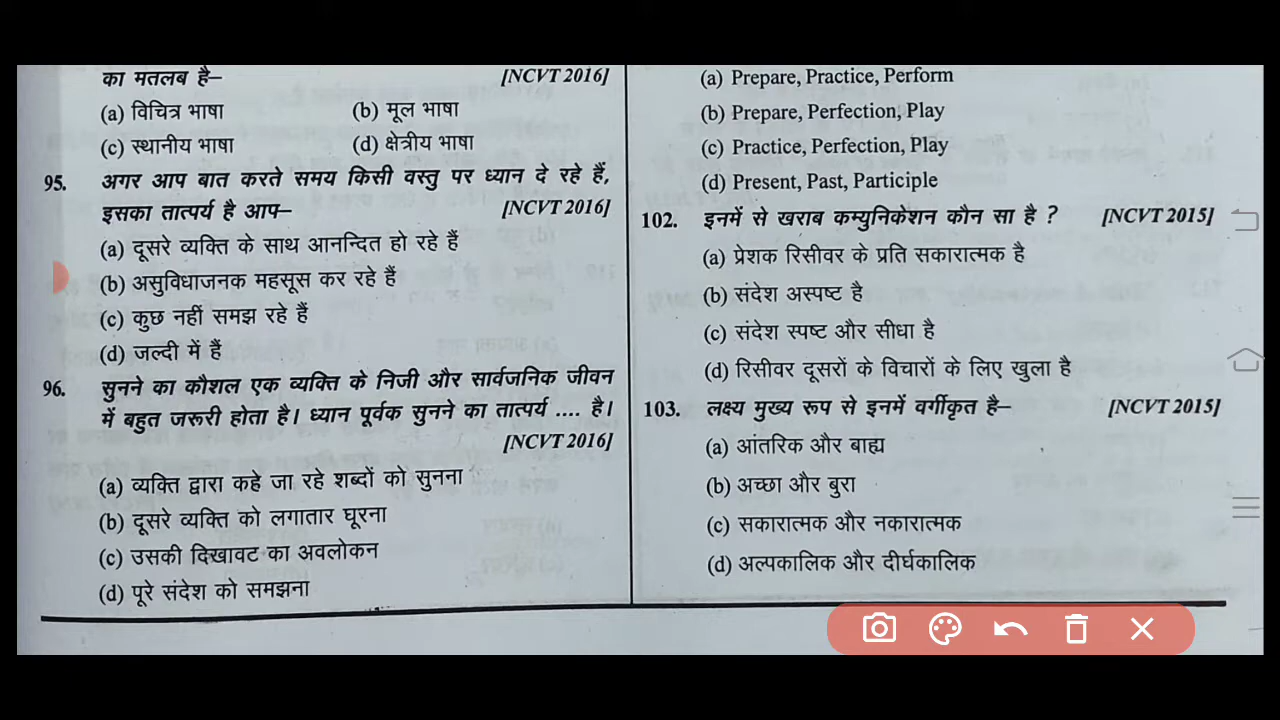 का मतलब है– [NCVT 2016]
(a) विचित्र भाषा (b) मूल भाषा
(c) स्थानीय भाषा (d) क्षेत्रीय भाषा
95. अगर आप बात करते समय किसी वस्तु पर ध्यान दे रहे हैं,
इसका तात्पर्य है आप– [NCVT 2016]
(a) दूसरे व्यक्ति के साथ आनन्दित हो रहे हैं
(b) असुविधाजनक महसूस कर रहे हैं
(c) कुछ नहीं समझ रहे हैं
(d) जल्दी में हैं
96. सुनने का कौशल एक व्यक्ति के निजी और सार्वजनिक जीवन
में बहुत जरूरी होता है। ध्यान पूर्वक सुनने का तात्पर्य .... है।
[NCVT 2016]
(a) व्यक्ति द्वारा कहे जा रहे शब्दों को सुनना
(b) दूसरे व्यक्ति को लगातार घूरना
(c) उसकी दिखावट का अवलोकन
(d) पूरे संदेश को समझना
(a) Prepare, Practice, Perform
(b) Prepare, Perfection, Play
(c) Practice, Perfection, Play
(d) Present, Past, Participle
102. इनमें से खराब कम्युनिकेशन कौन सा है ? [NCVT 2015]
(a) प्रेशक रिसीवर के प्रति सकारात्मक है
(b) संदेश अस्पष्ट है
(c) संदेश स्पष्ट और सीधा है
(d) रिसीवर दूसरों के विचारों के लिए खुला है
103. लक्ष्य मुख्य रूप से इनमें वर्गीकृत है– [NCVT 2015]
(a) आंतरिक और बाह्य
(b) अच्छा और बुरा
(c) सकारात्मक और नकारात्मक
(d) अल्पकालिक और दीर्घकालिक